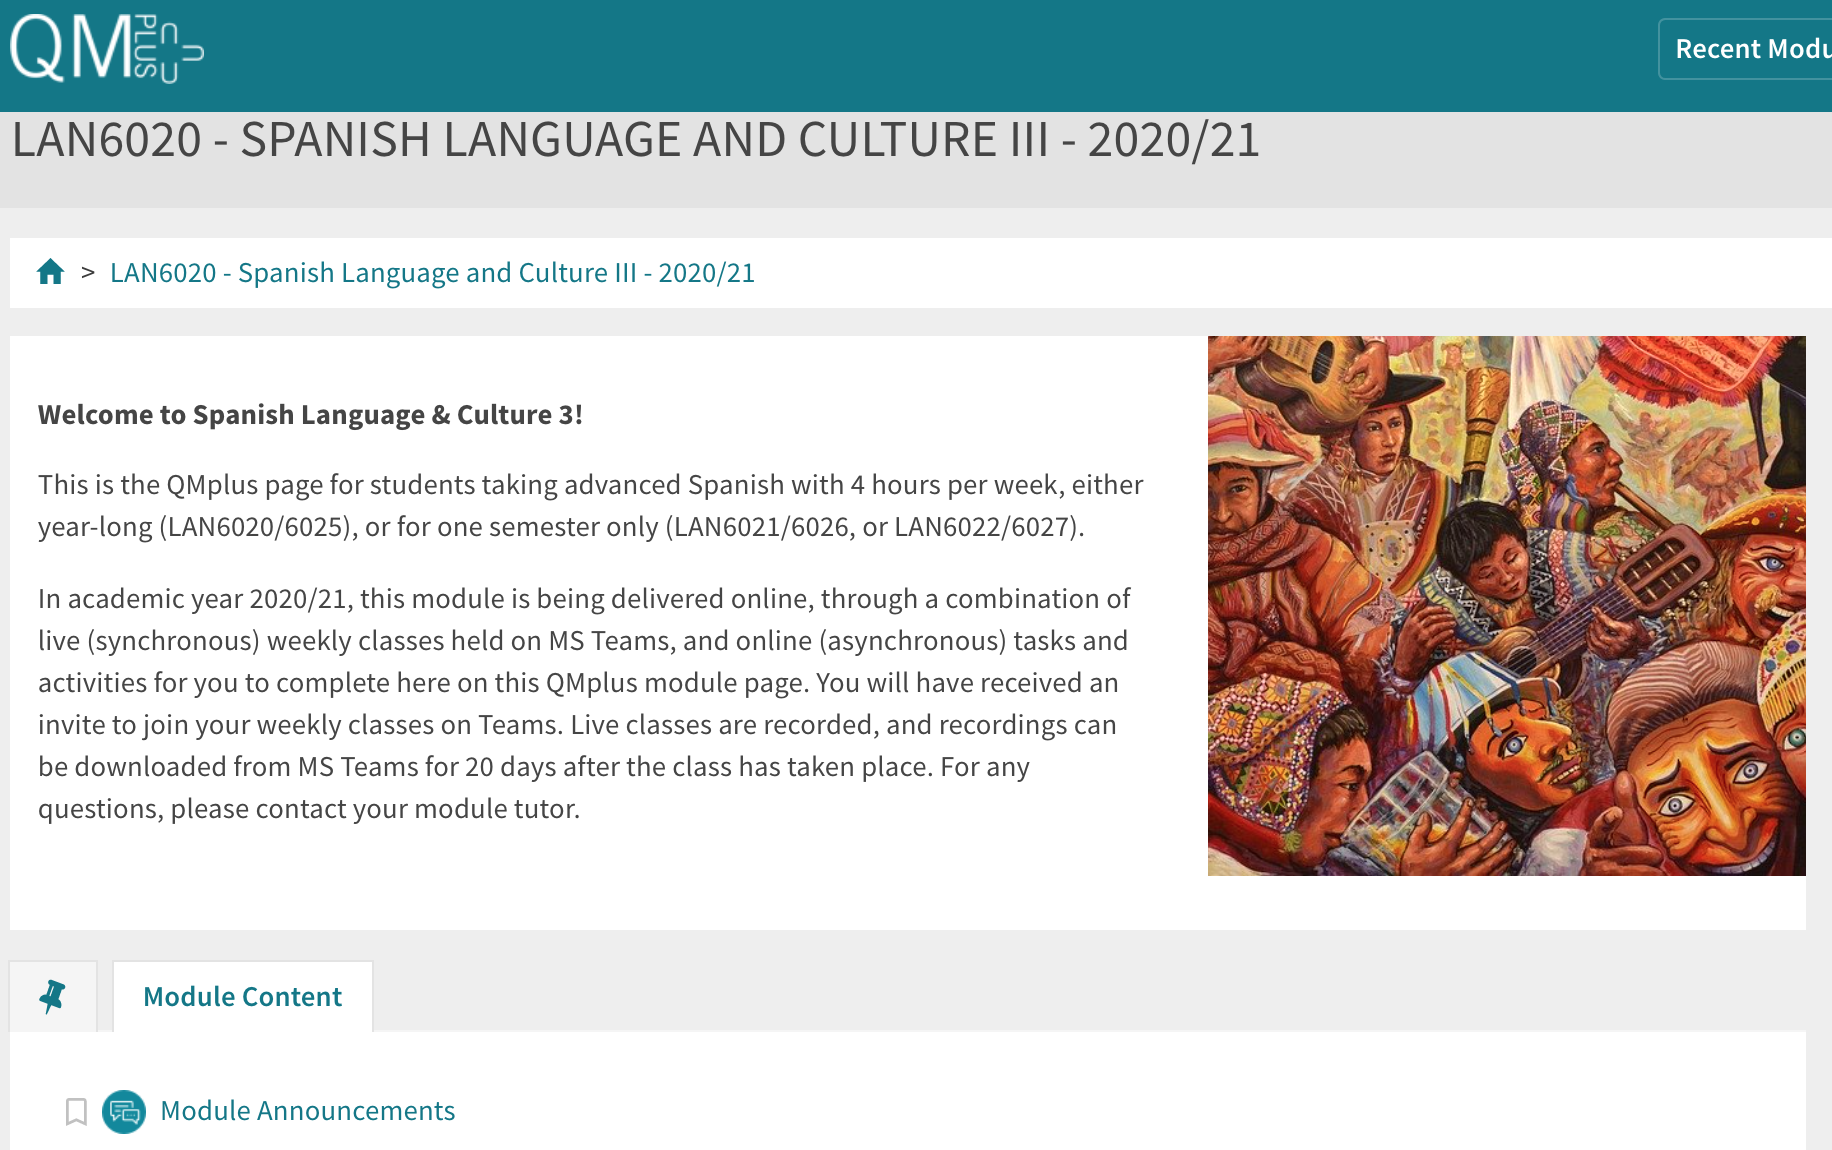 QM PLUS
Recent Modu
LAN6020 - SPANISH LANGUAGE AND CULTURE III - 2020/21
> LAN6020 - Spanish Language and Culture III - 2020/21
Welcome to Spanish Language & Culture 3!
This is the QMplus page for students taking advanced Spanish with 4 hours per week, either
year-long (LAN6020/6025), or for one semester only (LAN6021/6026, or LAN6022/6027).
In academic year 2020/21, this module is being delivered online, through a combination of
live (synchronous) weekly classes held on MS Teams, and online (asynchronous) tasks and
activities for you to complete here on this QMplus module page. You will have received an
invite to join your weekly classes on Teams. Live classes are recorded, and recordings can
be downloaded from MS Teams for 20 days after the class has taken place. For any
questions, please contact your module tutor.
Module Content
Module Announcements